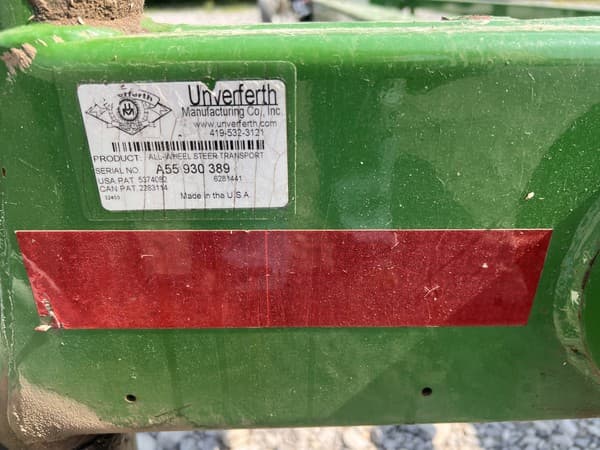 Unverferth
Manufacturing Co., Inc.
www.unverferth.com
419-532-3121
PRODUCT: ALL-WHEEL STEER TRANSPORT
SERIAL NO. A55 930 389
USA PAT. 5374080 6281441
CAN PAT. 2283114
Made in the U.S.A.